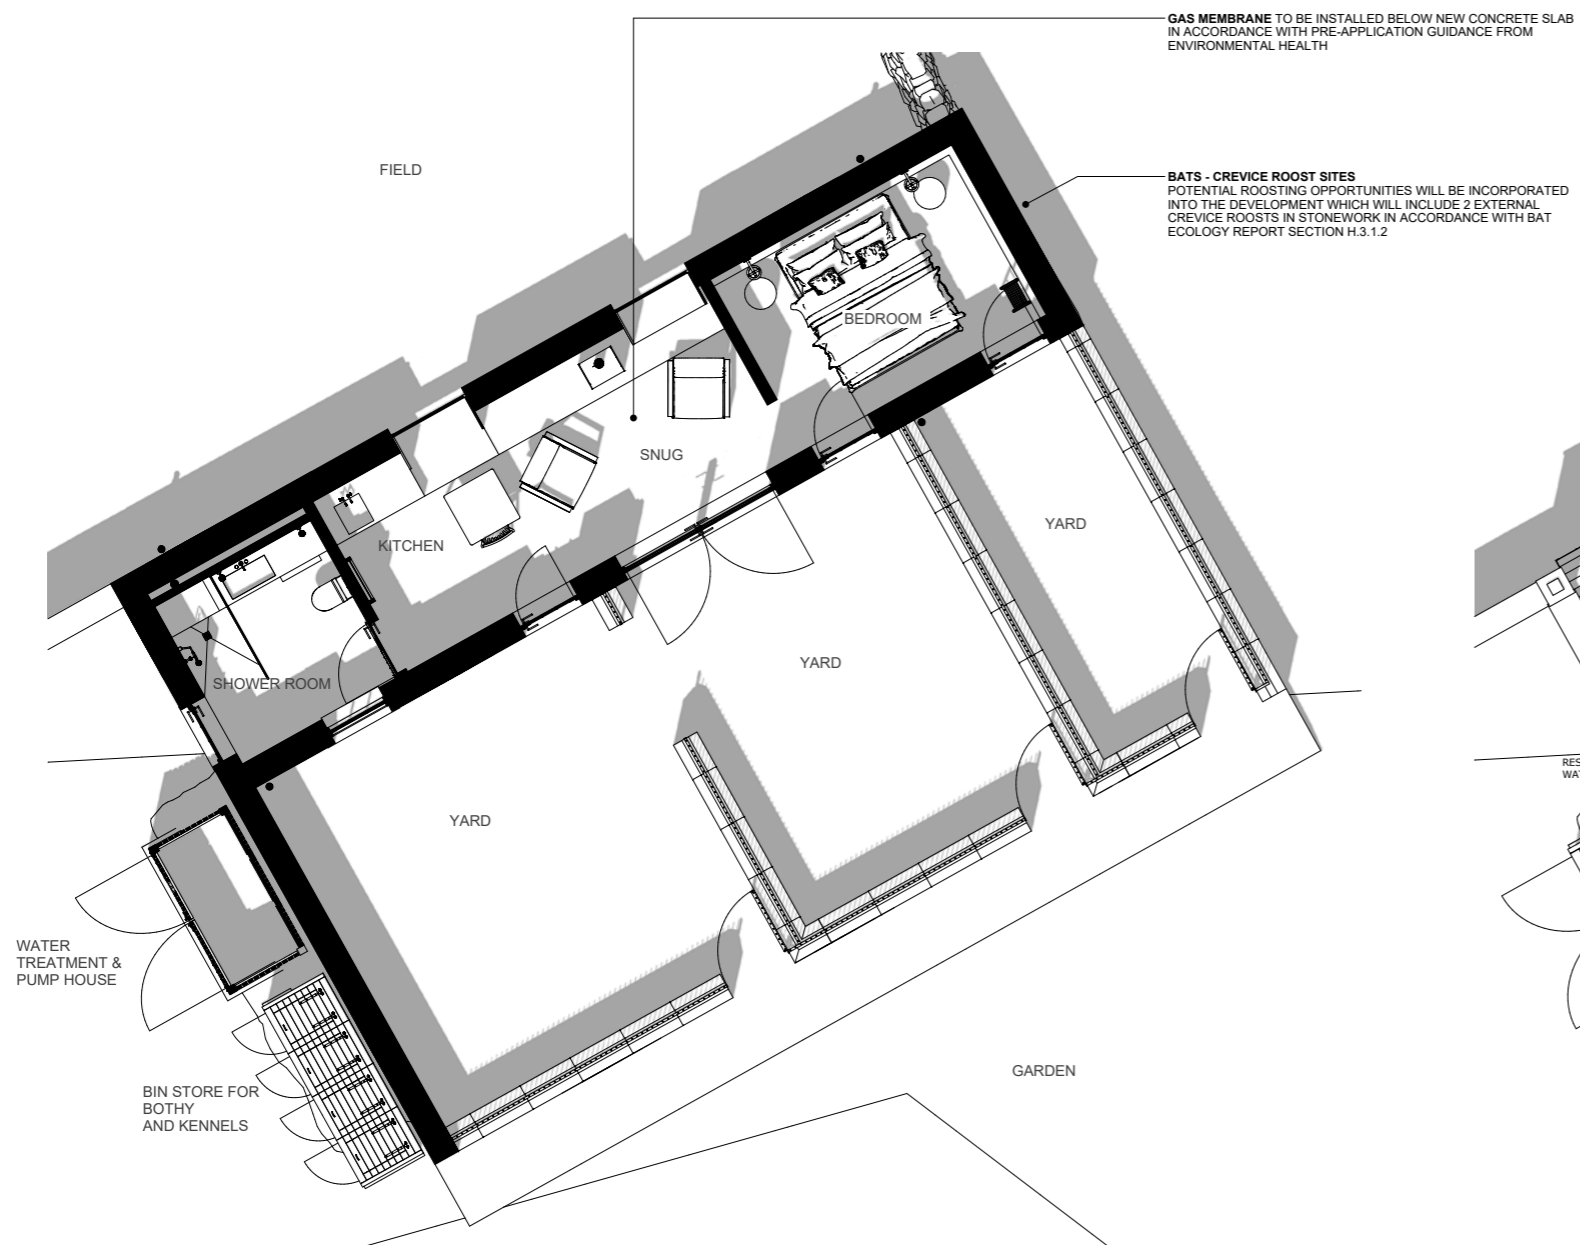 GAS MEMBRANE TO BE INSTALLED BELOW NEW CONCRETE SLAB
IN ACCORDANCE WITH PRE-APPLICATION GUIDANCE FROM
ENVIRONMENTAL HEALTH
FIELD
BATS - CREVICE ROOST SITES
POTENTIAL ROOSTING OPPORTUNITIES WILL BE INCORPORATED
INTO THE DEVELOPMENT WHICH WILL INCLUDE 2 EXTERNAL
CREVICE ROOSTS IN STONEWORK IN ACCORDANCE WITH BAT
ECOLOGY REPORT SECTION H.3.1.2
BEDROOM
SNUG
YARD
KITCHEN
YARD
SHOWER ROOM
YARD
WATER
TREATMENT &
PUMP HOUSE
GARDEN
BIN STORE FOR
BOTHY
AND KENNELS